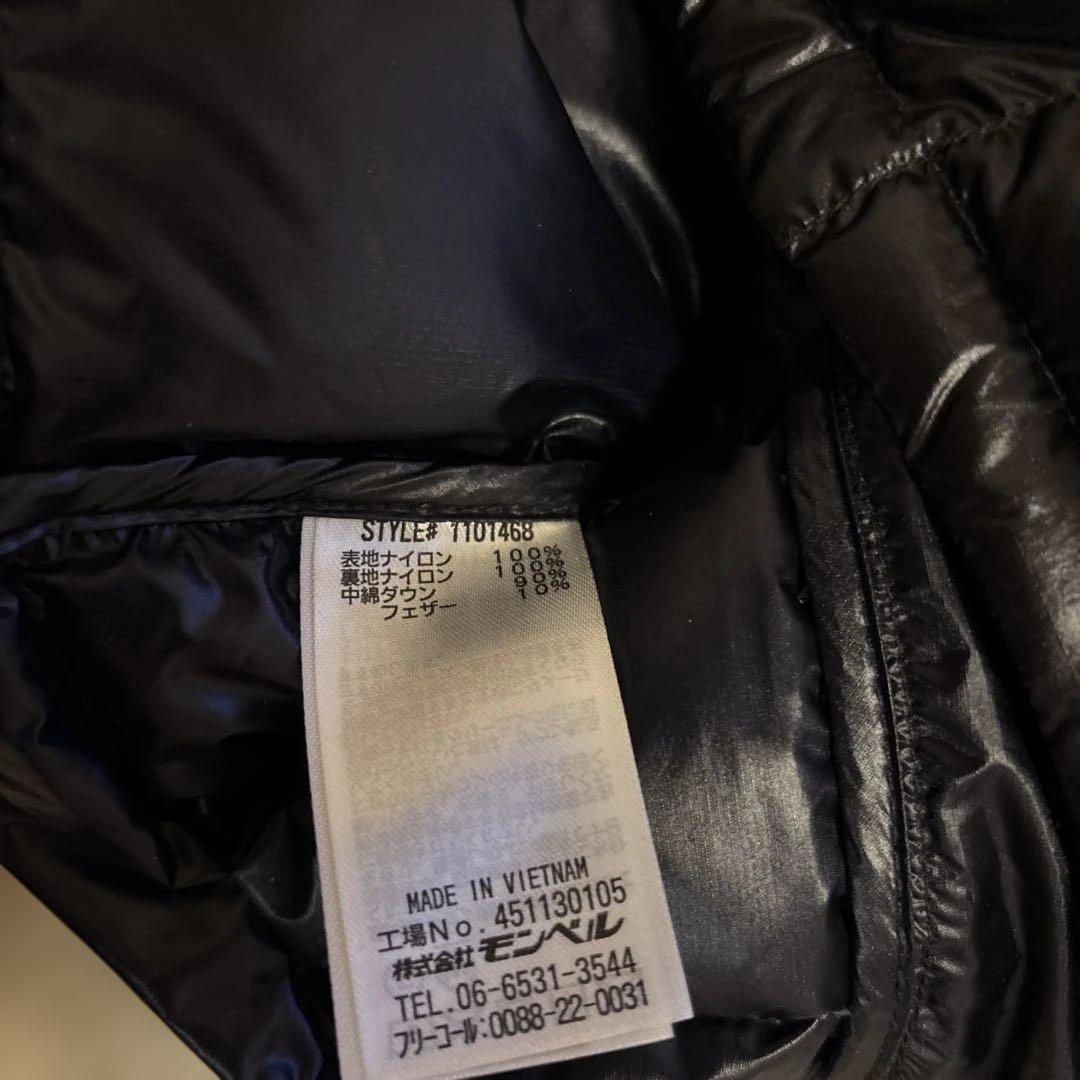 STYLE# 1101468
表地ナイロン 100%
裏地ナイロン 100%
中綿ダウン 90%
フェザー 10%
MADE IN VIETNAM
工場No. 451130105
株式会社モンベル
TEL.06-6531-3544
フリーコール:0088-22-0031